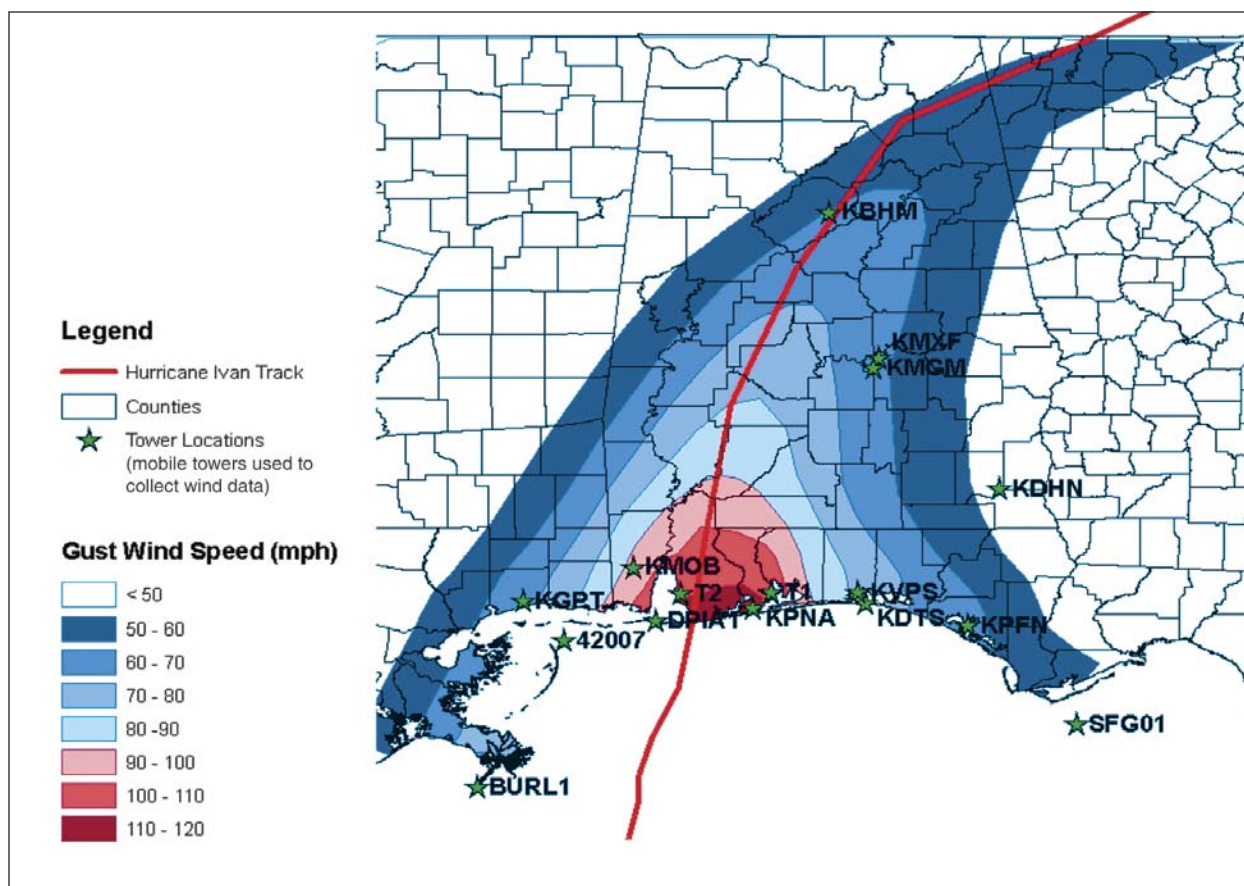 Legend
Hurricane Ivan Track
Counties
Tower Locations
(mobile towers used to
collect wind data)
Gust Wind Speed (mph)
< 50
50 - 60
60 - 70
70 - 80
80 -90
90 - 100
100 - 110
110 - 120
KBHM
KMXF
KMGM
KDHN
KMOB
KGPT
T2
T1
KVPS
DPIA1
KPNA
KDTS
KPFN
42007
SFG01
BURL1